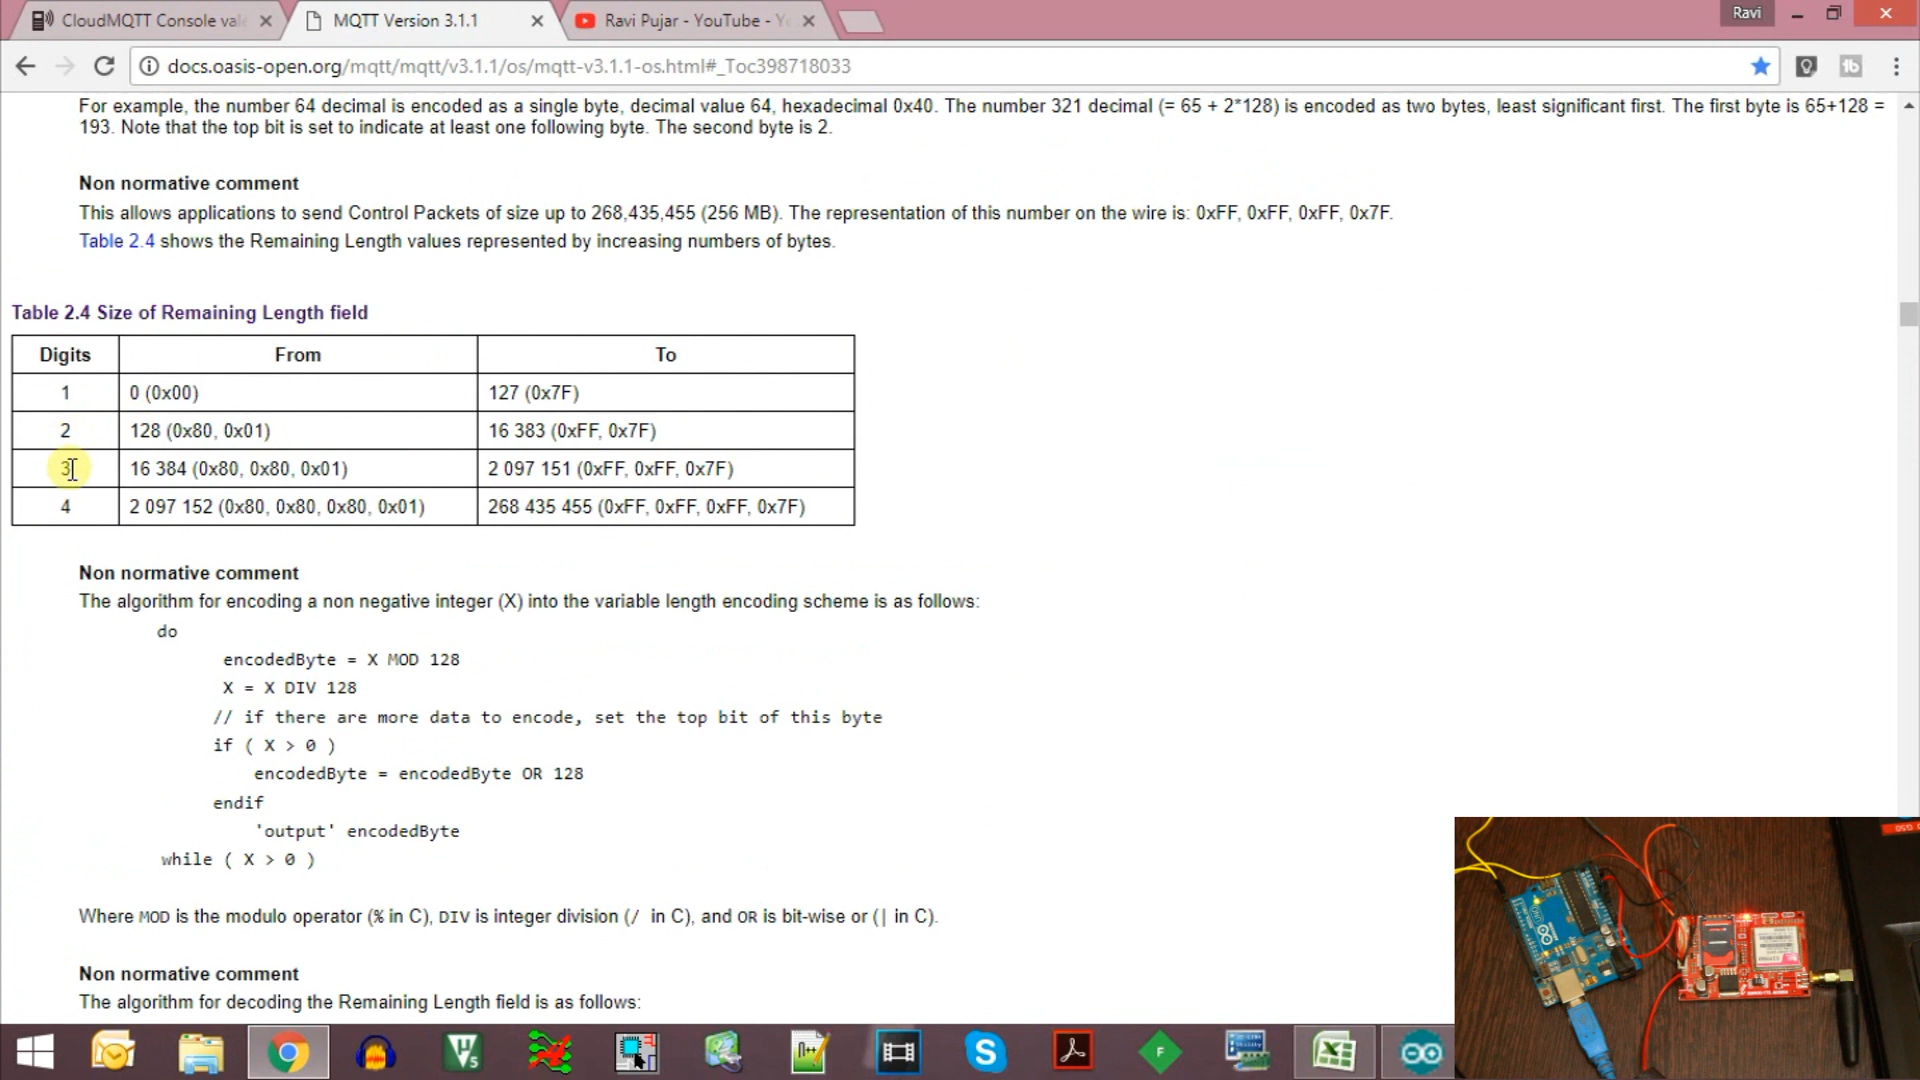 CloudMQTT Console val
MQTT Version 3.1.1
Ravi Pujar - YouTube - Y
Ravi
docs.oasis-open.org/mqtt/mqtt/v3.1.1/os/mqtt-v3.1.1-os.html#_Toc398718033
For example, the number 64 decimal is encoded as a single byte, decimal value 64, hexadecimal 0x40. The number 321 decimal (= 65 + 2*128) is encoded as two bytes, least significant first. The first byte is 65+128 =
193. Note that the top bit is set to indicate at least one following byte. The second byte is 2.
Non normative comment
This allows applications to send Control Packets of size up to 268,435,455 (256 MB). The representation of this number on the wire is: 0xFF, 0xFF, 0xFF, 0x7F.
Table 2.4 shows the Remaining Length values represented by increasing numbers of bytes.
Table 2.4 Size of Remaining Length field
Digits From To
1 0 (0x00) 127 (0x7F)
2 128 (0x80, 0x01) 16 383 (0xFF, 0x7F)
3 16 384 (0x80, 0x80, 0x01) 2 097 151 (0xFF, 0xFF, 0x7F)
4 2 097 152 (0x80, 0x80, 0x80, 0x01) 268 435 455 (0xFF, 0xFF, 0xFF, 0x7F)
Non normative comment
The algorithm for encoding a non negative integer (X) into the variable length encoding scheme is as follows:
do
encodedByte = X MOD 128
X = X DIV 128
// if there are more data to encode, set the top bit of this byte
if ( X > 0 )
encodedByte = encodedByte OR 128
endif
'output' encodedByte
while ( X > 0 )
Where MOD is the modulo operator (% in C), DIV is integer division (/ in C), and OR is bit-wise or (| in C).
Non normative comment
The algorithm for decoding the Remaining Length field is as follows: